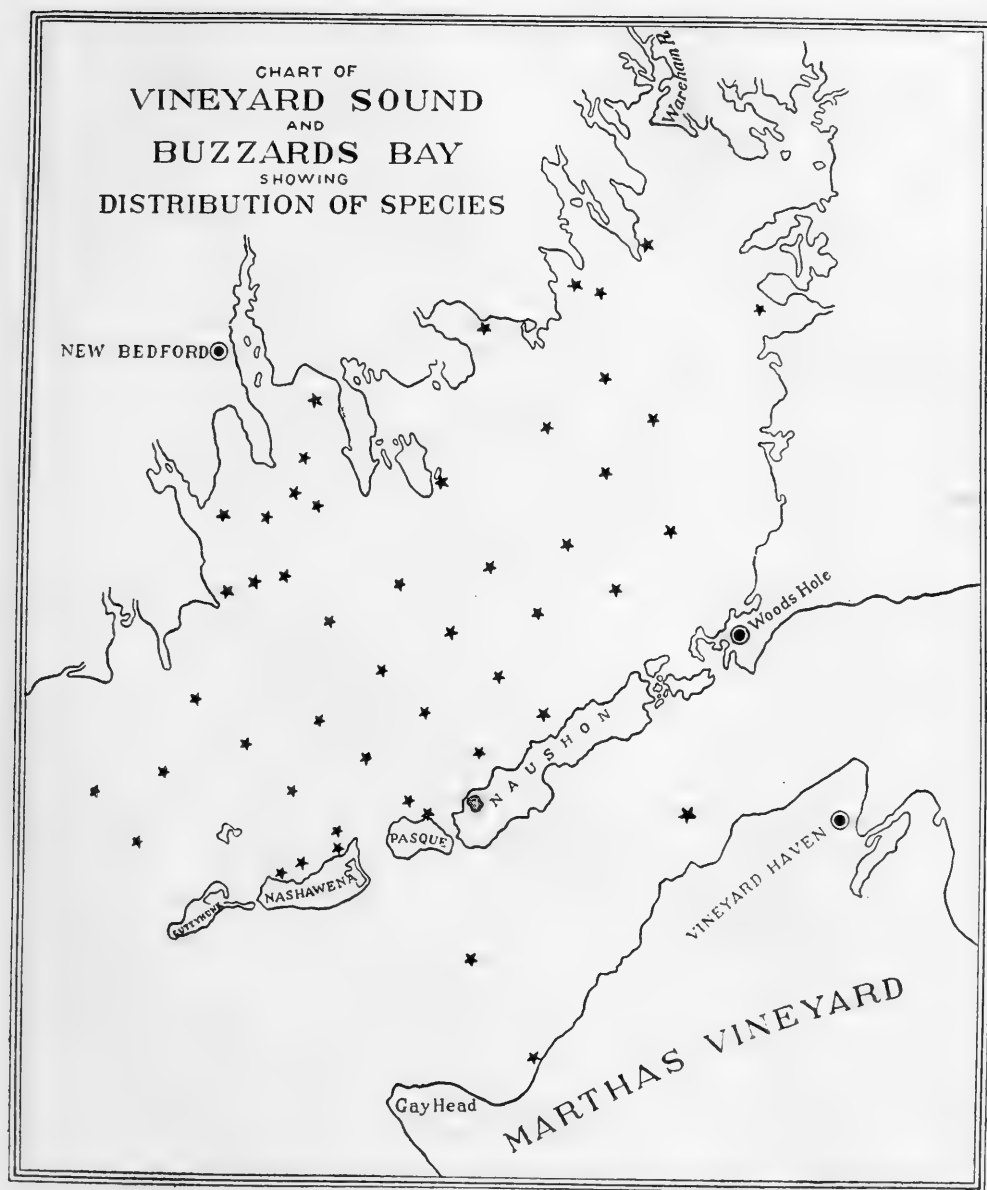 CHART OF
VINEYARD SOUND
AND
BUZZARDS BAY
SHOWING
DISTRIBUTION OF SPECIES
Wareham R.
NEW BEDFORD
Woods Hole
NAUSHON
PASQUE
NASHAWENA
CUTTYHUNK
VINEYARD HAVEN
MARTHAS VINEYARD
Gay Head